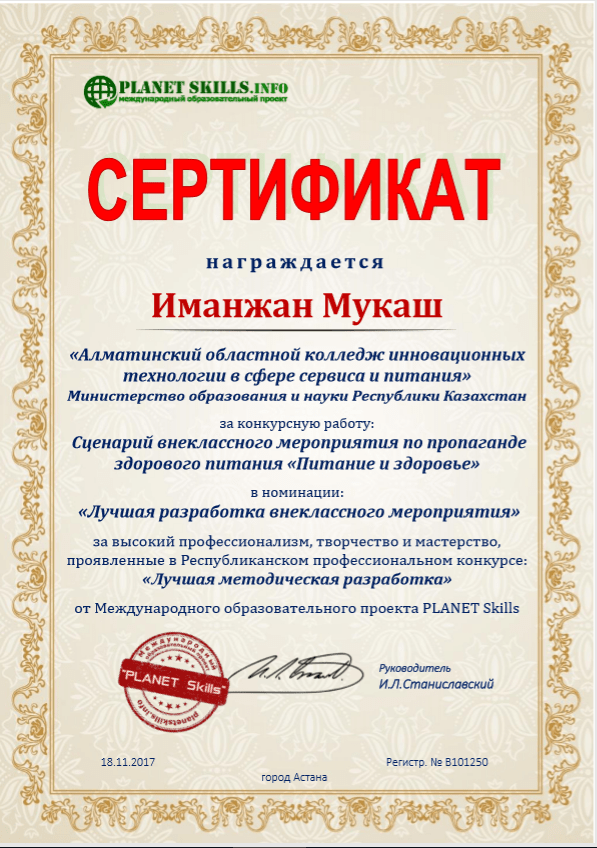 PLANET SKILLS.INFO
международный образовательный проект
СЕРТИФИКАТ
награждается
Иманжан Мукаш
«Алматинский областной колледж инновационных
технологии в сфере сервиса и питания»
Министерство образования и науки Республики Казахстан
за конкурсную работу:
Сценарий внеклассного мероприятия по пропаганде
здорового питания «Питание и здоровье»
в номинации:
«Лучшая разработка внеклассного мероприятия»
за высокий профессионализм, творчество и мастерство,
проявленные в Республиканском профессиональном конкурсе:
«Лучшая методическая разработка»
от Международного образовательного проекта PLANET Skills
Международный
образовательный проект
"PLANET Skills"
planetskills.info
Руководитель
И.Л.Станиславский
18.11.2017
Регистр. № B101250
город Астана